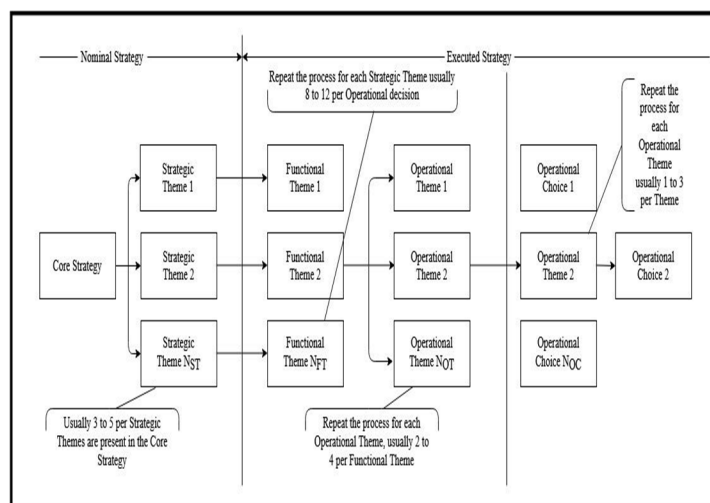 Nominal Strategy
Executed Strategy
Repeat the process for each Strategic Theme usually
8 to 12 per Operational decision
Repeat the
process for
each
Operational
Theme
usually 1 to 3
per Theme
Strategic
Theme 1
Functional
Theme 1
Operational
Theme 1
Operational
Choice 1
Core Strategy
Strategic
Theme 2
Functional
Theme 2
Operational
Theme 2
Operational
Theme 2
Operational
Choice 2
Strategic
Theme NST
Functional
Theme NFT
Operational
Theme NOT
Operational
Choice NOC
Usually 3 to 5 per Strategic
Themes are present in the Core
Strategy
Repeat the process for each
Operational Theme, usually 2 to
4 per Functional Theme